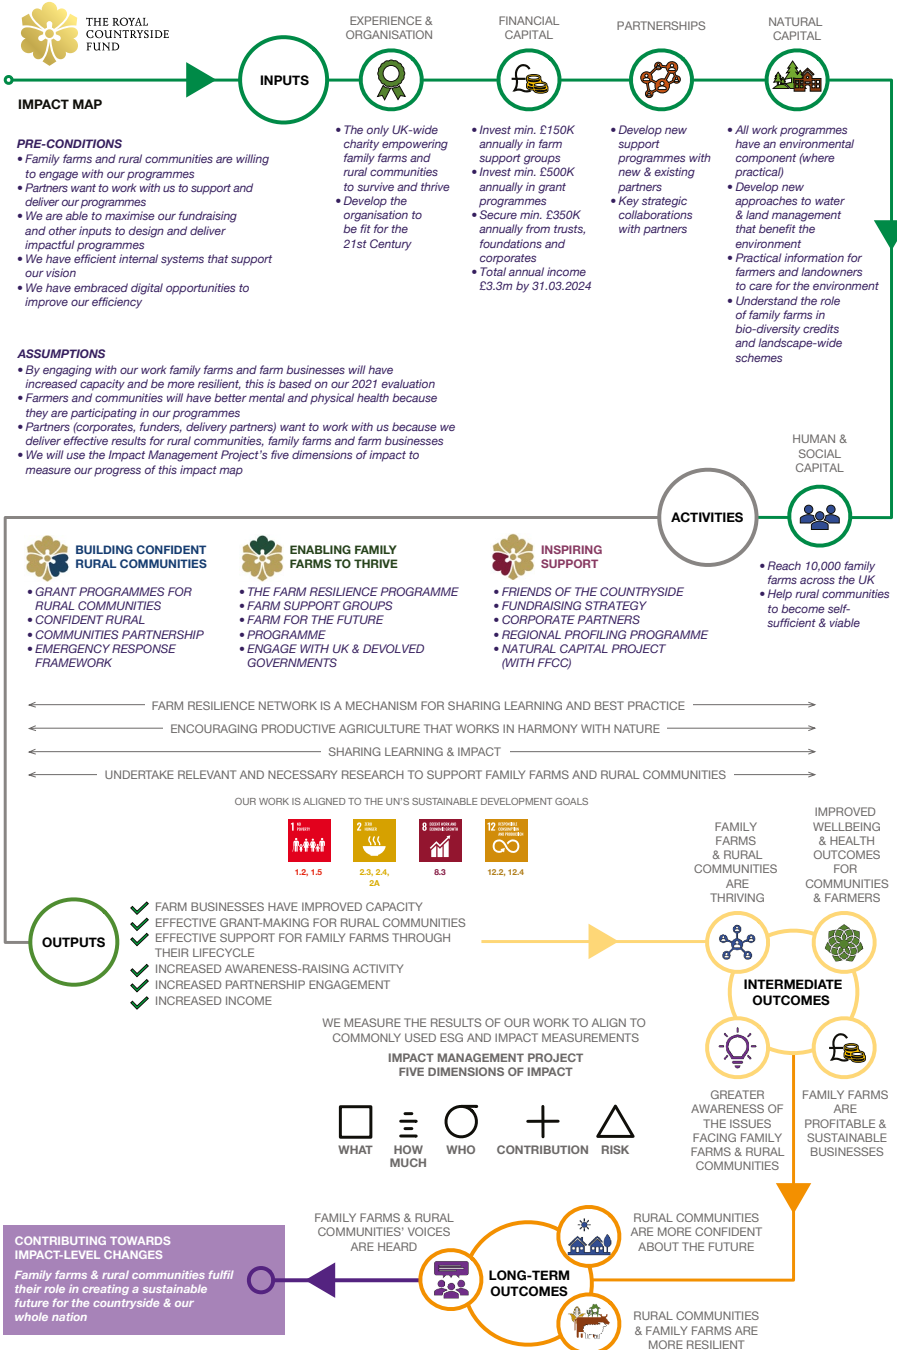 THE ROYAL
COUNTRYSIDE
FUND
IMPACT MAP
INPUTS
EXPERIENCE &
ORGANISATION
FINANCIAL
CAPITAL
PARTNERSHIPS
NATURAL
CAPITAL
PRE-CONDITIONS
• Family farms and rural communities are willing
to engage with our programmes
• Partners want to work with us to support and
deliver our programmes
• We are able to maximise our fundraising
and other inputs to design and deliver
impactful programmes
• We have efficient internal systems that support
our vision
• We have embraced digital opportunities to
improve our efficiency
• The only UK-wide
charity empowering
family farms and
rural communities
to survive and thrive
• Develop the
organisation to
be fit for the
21st Century
• Invest min. £150K
annually in farm
support groups
• Invest min. £500K
annually in grant
programmes
• Secure min. £350K
annually from trusts,
foundations and
corporates
• Total annual income
£3.3m by 31.03.2024
• Develop new
support
programmes with
new & existing
partners
• Key strategic
collaborations
with partners
• All work programmes
have an environmental
component (where
practical)
• Develop new
approaches to water
& land management
that benefit the
environment
• Practical information for
farmers and landowners
to care for the environment
• Understand the role
of family farms in
bio-diversity credits
and landscape-wide
schemes
ASSUMPTIONS
• By engaging with our work family farms and farm businesses will have
increased capacity and be more resilient, this is based on our 2021 evaluation
• Farmers and communities will have better mental and physical health because
they are participating in our programmes
• Partners (corporates, funders, delivery partners) want to work with us because we
deliver effective results for rural communities, family farms and farm businesses
• We will use the Impact Management Project's five dimensions of impact to
measure our progress of this impact map
HUMAN &
SOCIAL
CAPITAL
ACTIVITIES
• Reach 10,000 family
farms across the UK
• Help rural communities
to become self-
sufficient & viable
BUILDING CONFIDENT
RURAL COMMUNITIES
• GRANT PROGRAMMES FOR
RURAL COMMUNITIES
• CONFIDENT RURAL
• COMMUNITIES PARTNERSHIP
• EMERGENCY RESPONSE
FRAMEWORK
ENABLING FAMILY
FARMS TO THRIVE
• THE FARM RESILIENCE PROGRAMME
• FARM SUPPORT GROUPS
• FARM FOR THE FUTURE
• PROGRAMME
• ENGAGE WITH UK & DEVOLVED
GOVERNMENTS
INSPIRING
SUPPORT
• FRIENDS OF THE COUNTRYSIDE
• FUNDRAISING STRATEGY
• CORPORATE PARTNERS
• REGIONAL PROFILING PROGRAMME
• NATURAL CAPITAL PROJECT
(WITH FFCC)
FARM RESILIENCE NETWORK IS A MECHANISM FOR SHARING LEARNING AND BEST PRACTICE
ENCOURAGING PRODUCTIVE AGRICULTURE THAT WORKS IN HARMONY WITH NATURE
SHARING LEARNING & IMPACT
UNDERTAKE RELEVANT AND NECESSARY RESEARCH TO SUPPORT FAMILY FARMS AND RURAL COMMUNITIES
OUR WORK IS ALIGNED TO THE UN'S SUSTAINABLE DEVELOPMENT GOALS
1 NO
POVERTY
2 ZERO
HUNGER
8 DECENT WORK AND
ECONOMIC GROWTH
12 RESPONSIBLE
CONSUMPTION
AND PRODUCTION
1.2, 1.5
2.3, 2.4,
2A
8.3
12.2, 12.4
OUTPUTS
FARM BUSINESSES HAVE IMPROVED CAPACITY
EFFECTIVE GRANT-MAKING FOR RURAL COMMUNITIES
EFFECTIVE SUPPORT FOR FAMILY FARMS THROUGH
THEIR LIFECYCLE
INCREASED AWARENESS-RAISING ACTIVITY
INCREASED PARTNERSHIP ENGAGEMENT
INCREASED INCOME
FAMILY
FARMS
& RURAL
COMMUNITIES
ARE
THRIVING
IMPROVED
WELLBEING
& HEALTH
OUTCOMES
FOR
COMMUNITIES
& FARMERS
INTERMEDIATE
OUTCOMES
GREATER
AWARENESS OF
THE ISSUES
FACING FAMILY
FARMS & RURAL
COMMUNITIES
FAMILY FARMS
ARE
PROFITABLE &
SUSTAINABLE
BUSINESSES
WE MEASURE THE RESULTS OF OUR WORK TO ALIGN TO
COMMONLY USED ESG AND IMPACT MEASUREMENTS
IMPACT MANAGEMENT PROJECT
FIVE DIMENSIONS OF IMPACT
WHAT
HOW
MUCH
WHO
CONTRIBUTION
RISK
FAMILY FARMS & RURAL
COMMUNITIES' VOICES
ARE HEARD
RURAL COMMUNITIES
ARE MORE CONFIDENT
ABOUT THE FUTURE
LONG-TERM
OUTCOMES
RURAL COMMUNITIES
& FAMILY FARMS ARE
MORE RESILIENT
CONTRIBUTING TOWARDS
IMPACT-LEVEL CHANGES
Family farms & rural communities fulfil
their role in creating a sustainable
future for the countryside & our
whole nation